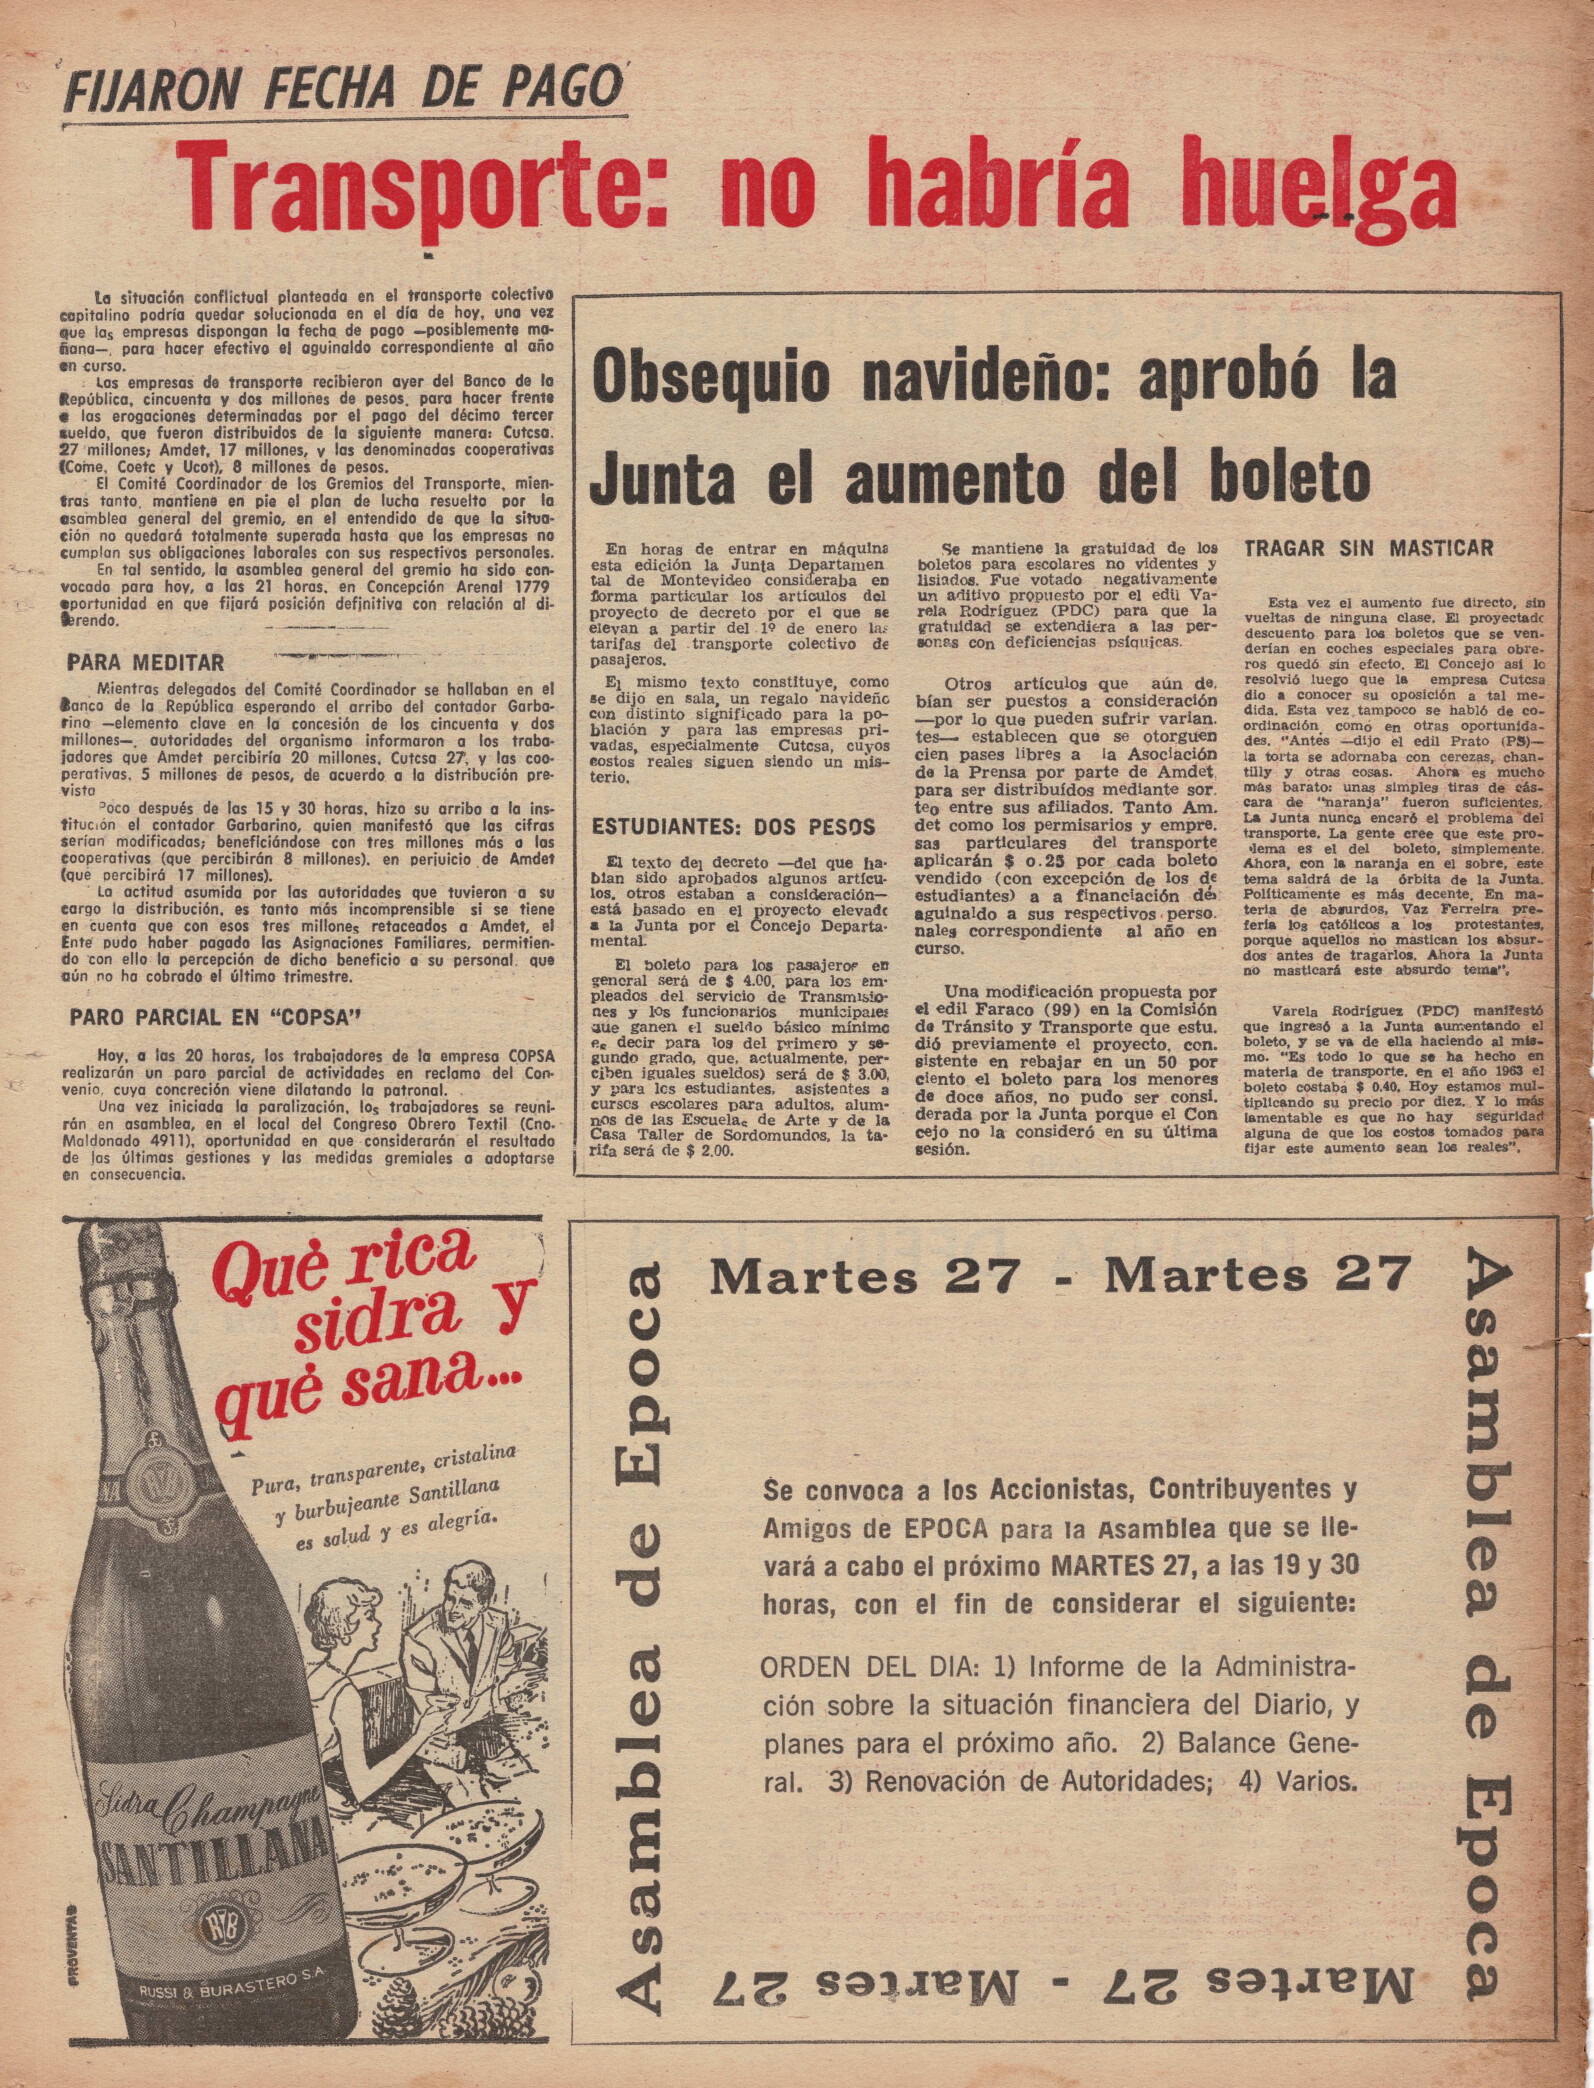 FIJARON FECHA DE PAGO
Transporte: no habría huelga
La situación conflictual planteada en el transporte colectivo
capitalino podría quedar solucionada en el día de hoy, una vez
que las empresas dispongan la fecha de pago —posiblemente ma-
ñana—, para hacer efectivo el aguinaldo correspondiente al año
en curso.
Las empresas de transporte recibieron ayer del Banco de la
República, cincuenta y dos millones de pesos, para hacer frente
a las erogaciones determinadas por el pago del décimo tercer
sueldo, que fueron distribuidos de la siguiente manera: Cutcsa,
27 millones; Amdet, 17 millones, y las denominadas cooperativas
(Come, Coetc y Ucot), 8 millones de pesos.
El Comité Coordinador de los Gremios del Transporte, mien-
tras tanto, mantiene en pie el plan de lucha resuelto por la
asamblea general del gremio, en el entendido de que la situa-
ción no quedará totalmente superada hasta que las empresas no
cumplan sus obligaciones laborales con sus respectivos personales.
En tal sentido, la asamblea general del gremio ha sido con-
vocada para hoy, a las 21 horas, en Concepción Arenal 1779
oportunidad en que fijará posición definitiva con relación al di-
ferendo.
PARA MEDITAR
Mientras delegados del Comité Coordinador se hallaban en el
Banco de la República esperando el arribo del contador Garba-
rino —elemento clave en la concesión de los cincuenta y dos
millones—, autoridades del organismo informaron a los traba-
jadores que Amdet percibiría 20 millones, Cutcsa 27, y las coo-
perativas, 5 millones de pesos, de acuerdo a la distribución pre-
vista
Poco después de las 15 y 30 horas, hizo su arribo a la ins-
titución el contador Garbarino, quien manifestó que las cifras
serían modificadas; beneficiándose con tres millones más a las
cooperativas (que percibirán 8 millones), en perjuicio de Amdet
(que percibirá 17 millones).
La actitud asumida por las autoridades que tuvieron a su
cargo la distribución, es tanto más incomprensible si se tiene
en cuenta que con esos tres millones retaceados a Amdet, el
Ente pudo haber pagado las Asignaciones Familiares, permitien-
do con ello la percepción de dicho beneficio a su personal, que
aún no ha cobrado el último trimestre.
PARO PARCIAL EN "COPSA"
Hoy, a las 20 horas, los trabajadores de la empresa COPSA
realizarán un paro parcial de actividades en reclamo del Con-
venio, cuya concreción viene dilatando la patronal.
Una vez iniciada la paralización, los trabajadores se reuni-
rán en asamblea, en el local del Congreso Obrero Textil (Cno.
Maldonado 4911), oportunidad en que considerarán el resultado
de las últimas gestiones y las medidas gremiales a adoptarse
en consecuencia.
Obsequio navideño: aprobó la
Junta el aumento del boleto
En horas de entrar en máquina
esta edición la Junta Departamen
tal de Montevideo consideraba en
forma particular los artículos del
proyecto de decreto por el que se
elevan a partir del 1º de enero las
tarifas del transporte colectivo de
pasajeros.
El mismo texto constituye, como
se dijo en sala, un regalo navideño
con distinto significado para la po-
blación y para las empresas pri-
vadas, especialmente Cutcsa, cuyos
costos reales siguen siendo un mis-
terio.
ESTUDIANTES: DOS PESOS
El texto del decreto —del que ha-
bían sido aprobados algunos artícu-
los, otros estaban a consideración—
está basado en el proyecto elevado
a la Junta por el Concejo Departa-
mental.
El boleto para los pasajeros en
general será de $ 4.00, para los em-
pleados del servicio de Transmisio-
nes y los funcionarios municipales
que ganen el sueldo básico mínimo
es decir para los del primero y se-
gundo grado, que, actualmente, per-
ciben iguales sueldos) será de $ 3.00,
y para los estudiantes, asistentes a
cursos escolares para adultos, alum-
nos de las Escuelas de Arte y de la
Casa Taller de Sordomundos, la ta-
rifa será de $ 2.00.
Se mantiene la gratuidad de los
boletos para escolares no videntes y
lisiados. Fue votado negativamente
un aditivo propuesto por el edil Va-
rela Rodríguez (PDC) para que la
gratuidad se extendiera a las per-
sonas con deficiencias psíquicas.
Otros artículos que aún de.
bían ser puestos a consideración
—por lo que pueden sufrir varian.
tes— establecen que se otorguen
cien pases libres a la Asociación
de la Prensa por parte de Amdet
para ser distribuídos mediante sor.
teo entre sus afiliados. Tanto Am.
det como los permisarios y empre.
sas particulares del transporte
aplicarán $ 0.25 por cada boleto
vendido (con excepción de los de
estudiantes) a a financiación de
aguinaldo a sus respectivos perso.
nales correspondiente al año en
curso.
Una modificación propuesta por
el edil Faraco (99) en la Comisión
de Tránsito y Transporte que estu.
dió previamente el proyecto, con.
sistente en rebajar en un 50 por
ciento el boleto para los menores
de doce años, no pudo ser consi.
derada por la Junta porque el Con
cejo no la consideró en su última
sesión.
TRAGAR SIN MASTICAR
Esta vez el aumento fue directo, sin
vueltas de ninguna clase. El proyectado
descuento para los boletos que se ven-
derían en coches especiales para obre-
ros quedó sin efecto. El Concejo así lo
resolvió luego que la empresa Cutcsa
dio a conocer su oposición a tal me-
dida. Esta vez tampoco se habló de co-
ordinación, como en otras oportunida-
des. "Antes —dijo el edil Prato (PS)—
la torta se adornaba con cerezas, chan-
tilly y otras cosas. Ahora es mucho
más barato: unas simples tiras de cás-
cara de "naranja" fueron suficientes.
La Junta nunca encaró el problema del
transporte. La gente cree que este pro-
blema es el del boleto, simplemente.
Ahora, con la naranja en el sobre, este
tema saldrá de la órbita de la Junta.
Políticamente es más decente. En ma-
teria de absurdos, Vaz Ferreira pre-
fería los católicos a los protestantes,
porque aquellos no mastican los absur-
dos antes de tragarlos. Ahora la Junta
no masticará este absurdo tema".
Varela Rodríguez (PDC) manifestó
que ingresó a la Junta aumentando el
boleto, y se va de ella haciendo al mis-
mo. "Es todo lo que se ha hecho en
materia de transporte, en el año 1963 el
boleto costaba $ 0.40. Hoy estamos mul-
tiplicando su precio por diez. Y lo más
lamentable es que no hay seguridad
alguna de que los costos tomados para
fijar este aumento sean los reales".
Què rica
sidra y
què sana...
Pura, transparente, cristalina
y burbujeante Santillana
es salud y es alegría.
Sidra Champagne
SANTILLANA
RVB
RUSSI & BURASTERO S.A.
PROVENTAS
Asamblea de Epoca
Martes 27 - Martes 27
Se convoca a los Accionistas, Contribuyentes y
Amigos de EPOCA para la Asamblea que se lle-
vará a cabo el próximo MARTES 27, a las 19 y 30
horas, con el fin de considerar el siguiente:
ORDEN DEL DIA: 1) Informe de la Administra-
ción sobre la situación financiera del Diario, y
planes para el próximo año. 2) Balance Gene-
ral. 3) Renovación de Autoridades; 4) Varios.
Asamblea de Epoca
Martes 27 - Martes 27